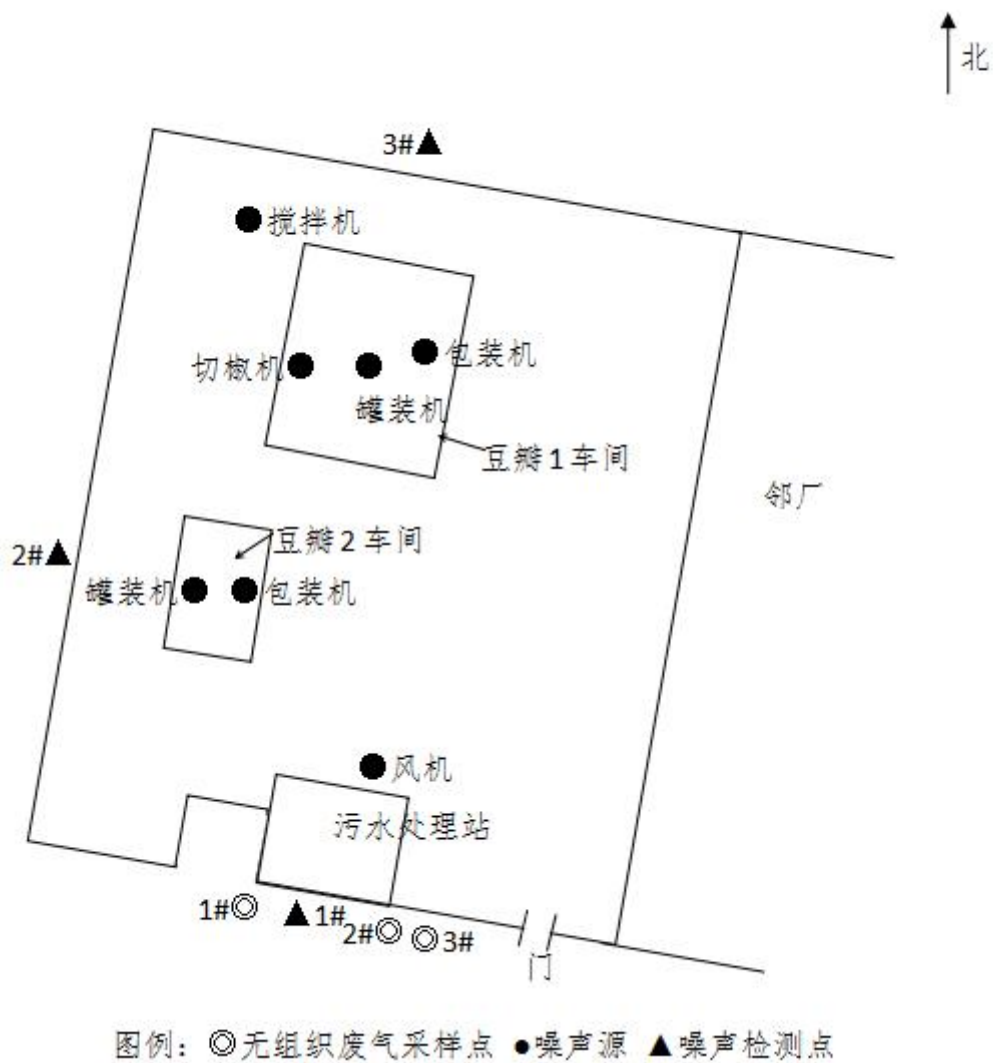 北
3#▲
●搅拌机
切椒机●
●包装机
罐装机
豆瓣1车间
邻厂
2#▲
豆瓣2车间
罐装机●
●包装机
●风机
污水处理站
1#◎
▲1#
2#◎
◎3#
门
图例：◎无组织废气采样点 ●噪声源 ▲噪声检测点